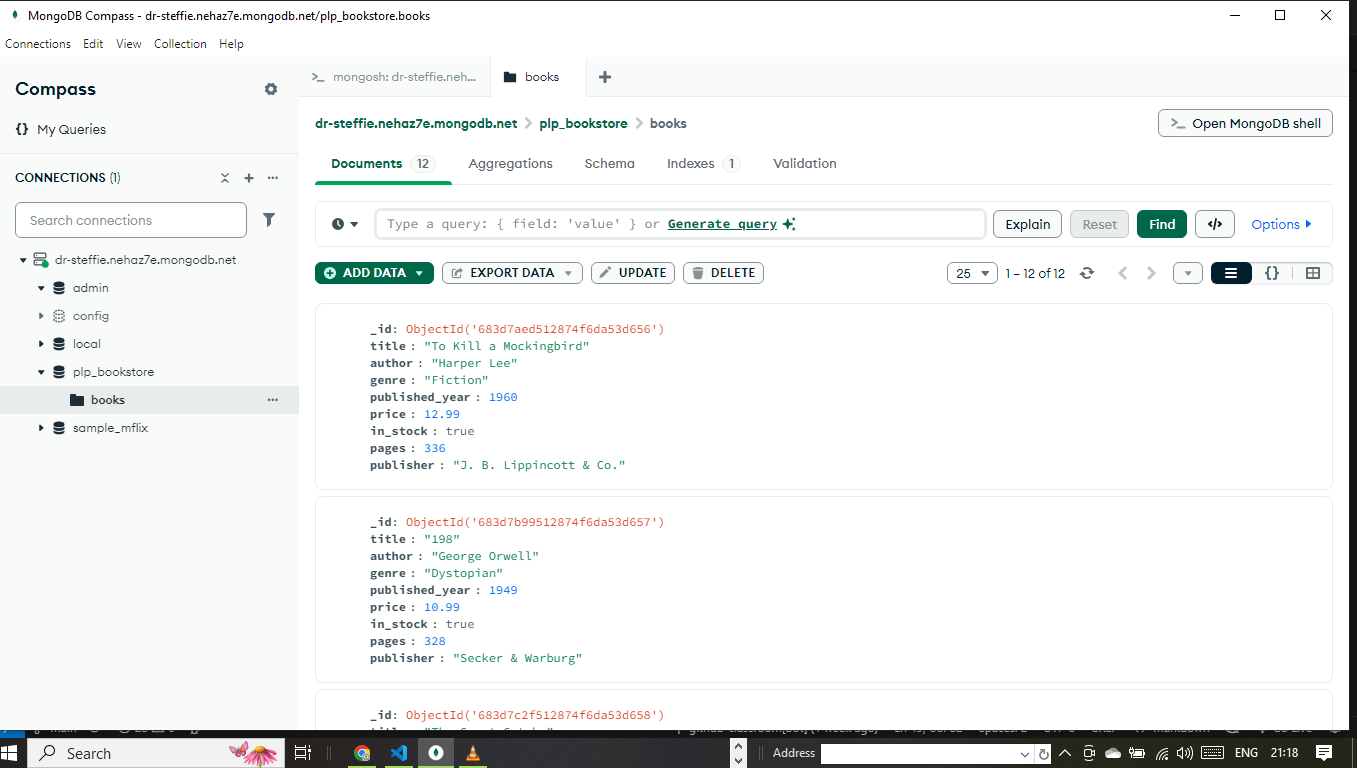 MongoDB Compass - dr-steffie.nehaz7e.mongodb.net/plp_bookstore.books
Connections Edit View Collection Help
Compass
{} My Queries
CONNECTIONS (1)
Search connections
dr-steffie.nehaz7e.mongodb.net
admin
config
local
plp_bookstore
books
sample_mflix
>_ mongosh: dr-steffie.neh...
books
dr-steffie.nehaz7e.mongodb.net > plp_bookstore > books
>_ Open MongoDB shell
Documents 12 Aggregations Schema Indexes 1 Validation
Type a query: { field: 'value' } or Generate query
Explain Reset Find </> Options
ADD DATA EXPORT DATA UPDATE DELETE
25 1 – 12 of 12 {}
_id: ObjectId('683d7aed512874f6da53d656')
title : "To Kill a Mockingbird"
author : "Harper Lee"
genre : "Fiction"
published_year : 1960
price : 12.99
in_stock : true
pages : 336
publisher : "J. B. Lippincott & Co."
_id: ObjectId('683d7b99512874f6da53d657')
title : "198"
author : "George Orwell"
genre : "Dystopian"
published_year : 1949
price : 10.99
in_stock : true
pages : 328
publisher : "Secker & Warburg"
_id: ObjectId('683d7c2f512874f6da53d658')
Search
Address
ENG 21:18